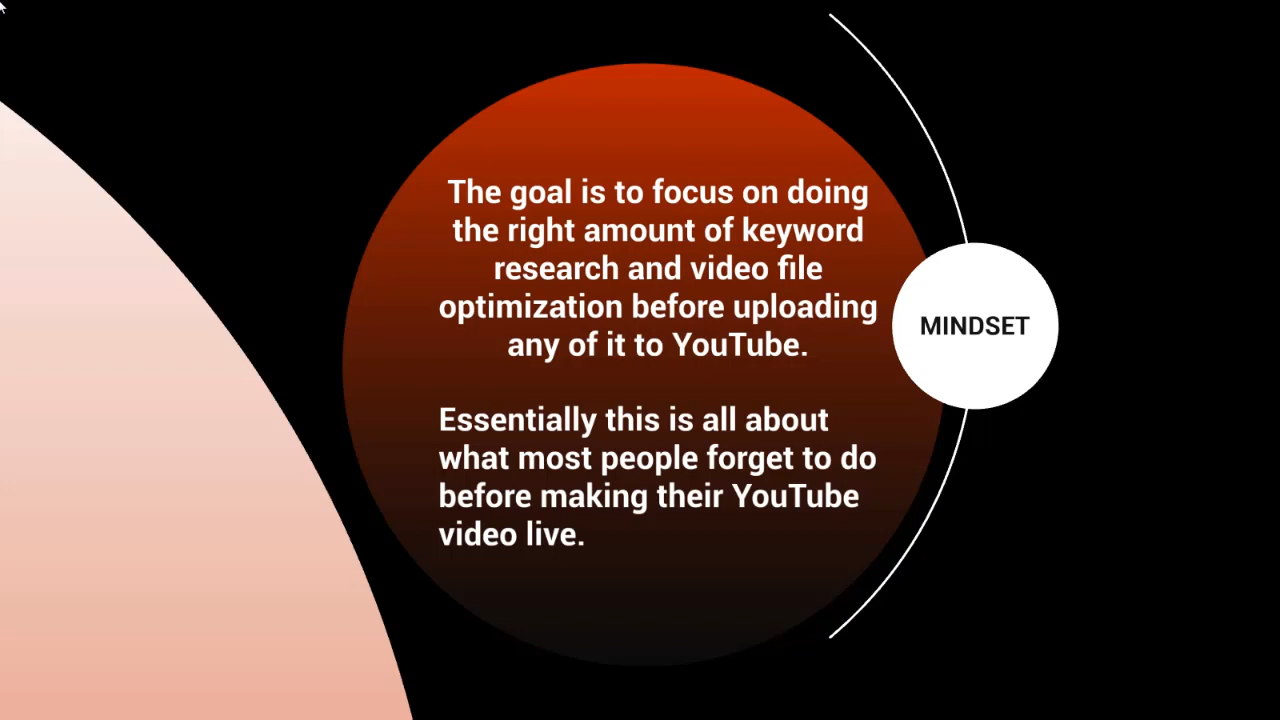 The goal is to focus on doing
the right amount of keyword
research and video file
optimization before uploading
any of it to YouTube.
Essentially this is all about
what most people forget to do
before making their YouTube
video live.
MINDSET